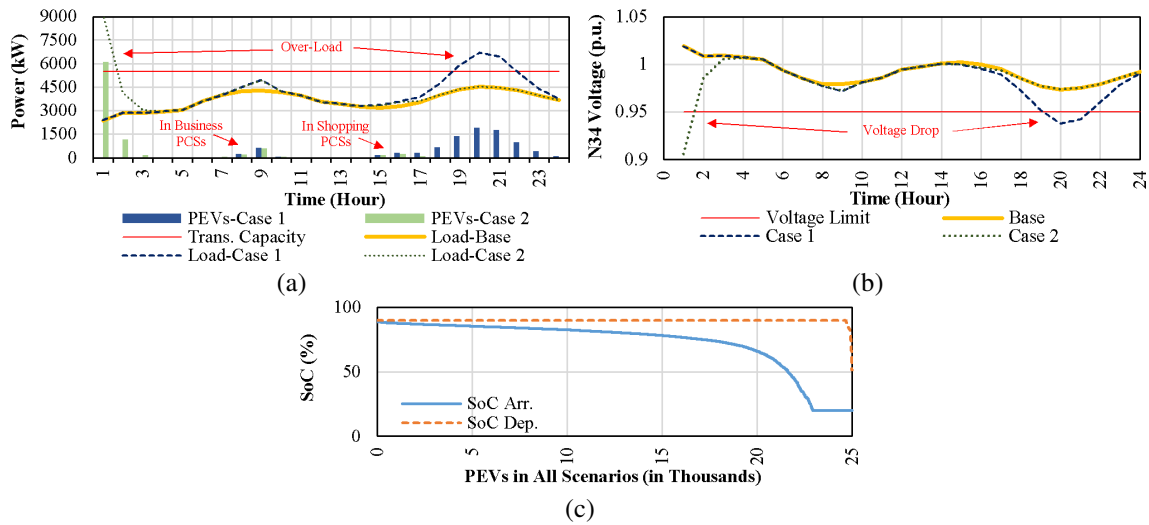 9000
7500
6000
4500
3000
1500
0
Power (kW)
Over-Load
In Business
PCSs
In Shopping
PCSs
1 3 5 7 9 11 13 15 17 19 21 23
Time (Hour)
PEVs-Case 1 PEVs-Case 2
Trans. Capacity Load-Base
Load-Case 1 Load-Case 2
(a)
1.05
1
0.95
0.9
N34 Voltage (p.u.)
Voltage Drop
0 2 4 6 8 10 12 14 16 18 20 22 24
Time (Hour)
Voltage Limit Base
Case 1 Case 2
(b)
100
50
0
SoC (%)
SoC Arr.
SoC Dep.
0 5 10 15 20 25
PEVs in All Scenarios (in Thousands)
(c)